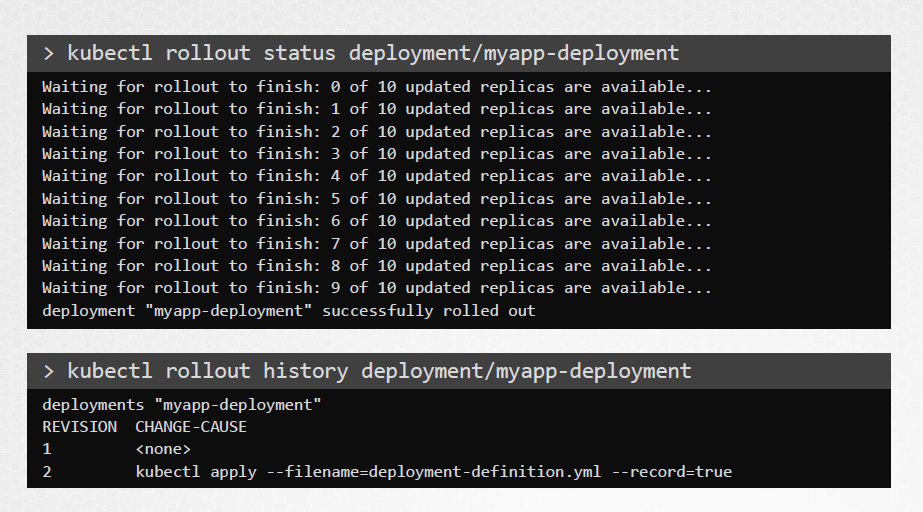 > kubectl rollout status deployment/myapp-deployment
Waiting for rollout to finish: 0 of 10 updated replicas are available...
Waiting for rollout to finish: 1 of 10 updated replicas are available...
Waiting for rollout to finish: 2 of 10 updated replicas are available...
Waiting for rollout to finish: 3 of 10 updated replicas are available...
Waiting for rollout to finish: 4 of 10 updated replicas are available...
Waiting for rollout to finish: 5 of 10 updated replicas are available...
Waiting for rollout to finish: 6 of 10 updated replicas are available...
Waiting for rollout to finish: 7 of 10 updated replicas are available...
Waiting for rollout to finish: 8 of 10 updated replicas are available...
Waiting for rollout to finish: 9 of 10 updated replicas are available...
deployment "myapp-deployment" successfully rolled out
> kubectl rollout history deployment/myapp-deployment
deployments "myapp-deployment"
REVISION CHANGE-CAUSE
1 <none>
2 kubectl apply --filename=deployment-definition.yml --record=true